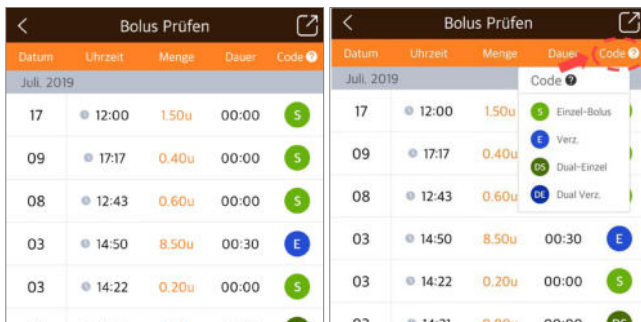 Bolus Prüfen
Datum Uhrzeit Menge Dauer Code ?
Juli. 2019
17 12:00 1.50u 00:00 S
09 17:17 0.40u 00:00 S
08 12:43 0.60u 00:00 S
03 14:50 8.50u 00:30 E
03 14:22 0.20u 00:00 S
Bolus Prüfen
Datum Uhrzeit Menge Dauer Code ?
Juli. 2019
Code ?
S Einzel-Bolus
E Verz.
DS Dual-Einzel
DE Dual Verz.
17 12:00 1.50u
09 17:17 0.40u
08 12:43 0.60u
03 14:50 8.50u 00:30 E
03 14:22 0.20u 00:00 S